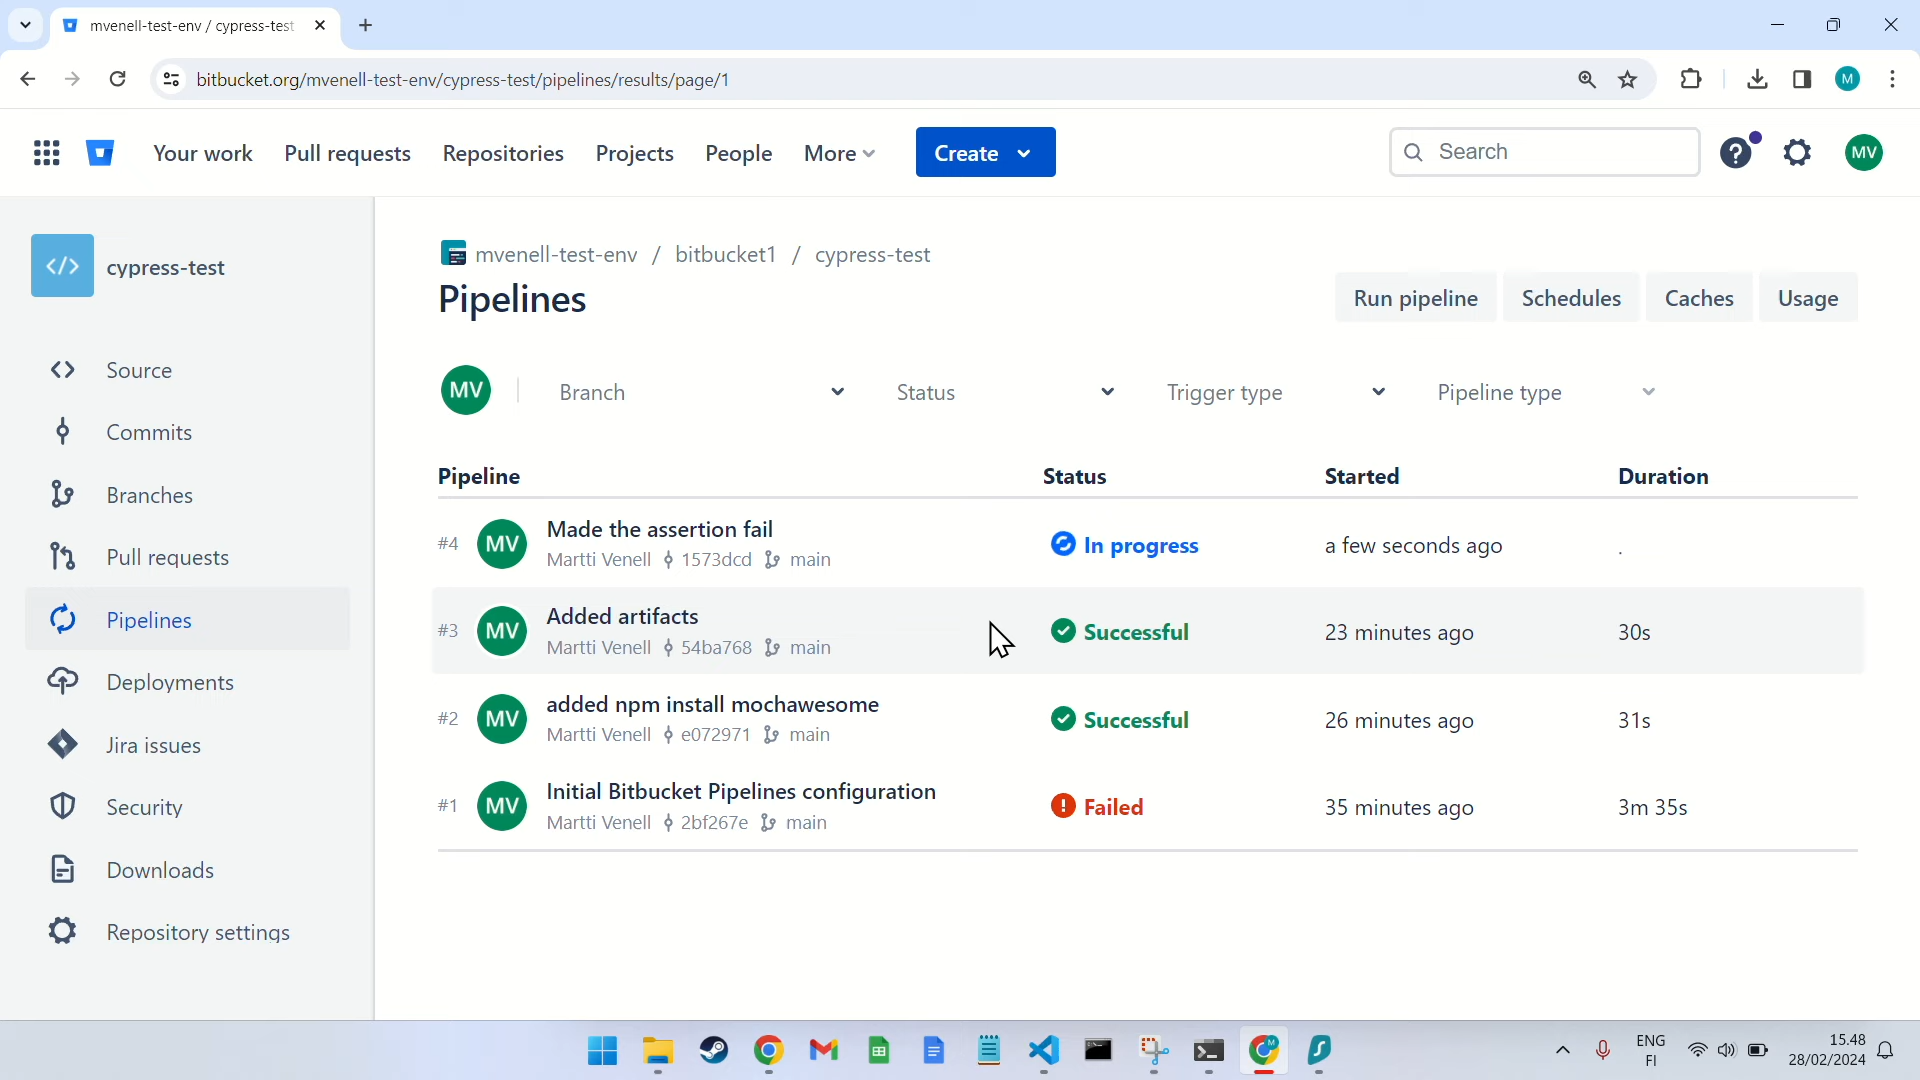 mvenell-test-env / cypress-test
bitbucket.org/mvenell-test-env/cypress-test/pipelines/results/page/1
M
Your work Pull requests Repositories Projects People More Create Search MV
</> cypress-test
mvenell-test-env / bitbucket1 / cypress-test
Pipelines
Run pipeline Schedules Caches Usage
Source
Commits
Branches
Pull requests
Pipelines
Deployments
Jira issues
Security
Downloads
Repository settings
MV Branch Status Trigger type Pipeline type
Pipeline Status Started Duration
#4 MV Made the assertion fail In progress a few seconds ago .
Martti Venell 1573dcd main
#3 MV Added artifacts Successful 23 minutes ago 30s
Martti Venell 54ba768 main
#2 MV added npm install mochawesome Successful 26 minutes ago 31s
Martti Venell e072971 main
#1 MV Initial Bitbucket Pipelines configuration Failed 35 minutes ago 3m 35s
Martti Venell 2bf267e main
ENG 15.48
FI 28/02/2024